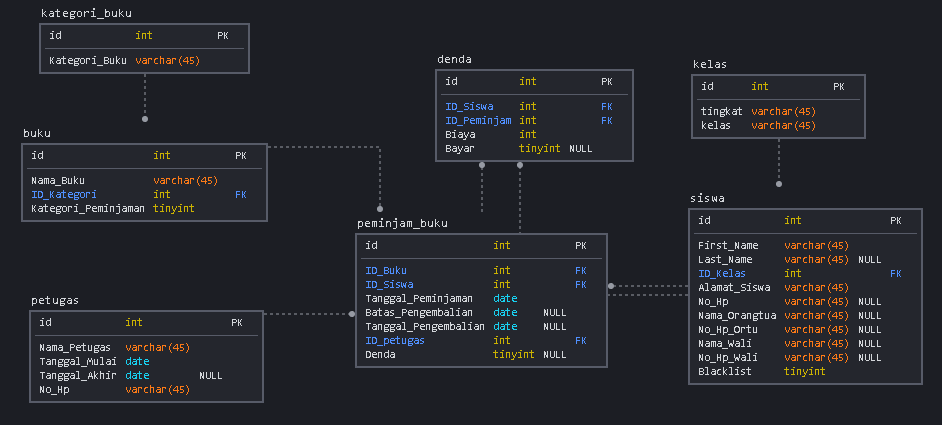 kategori_buku
id int PK
Kategori_Buku varchar(45)
buku
id int PK
Nama_Buku varchar(45)
ID_Kategori int FK
Kategori_Peminjaman tinyint
petugas
id int PK
Nama_Petugas varchar(45)
Tanggal_Mulai date
Tanggal_Akhir date NULL
No_Hp varchar(45)
denda
id int PK
ID_Siswa int FK
ID_Peminjam int FK
Biaya int
Bayar tinyint NULL
peminjam_buku
id int PK
ID_Buku int FK
ID_Siswa int FK
Tanggal_Peminjaman date
Batas_Pengembalian date NULL
Tanggal_Pengembalian date NULL
ID_petugas int FK
Denda tinyint NULL
kelas
id int PK
tingkat varchar(45)
kelas varchar(45)
siswa
id int PK
First_Name varchar(45)
Last_Name varchar(45) NULL
ID_Kelas int FK
Alamat_Siswa varchar(45)
No_Hp varchar(45) NULL
Nama_Orangtua varchar(45) NULL
No_Hp_Ortu varchar(45) NULL
Nama_Wali varchar(45) NULL
No_Hp_Wali varchar(45) NULL
Blacklist tinyint